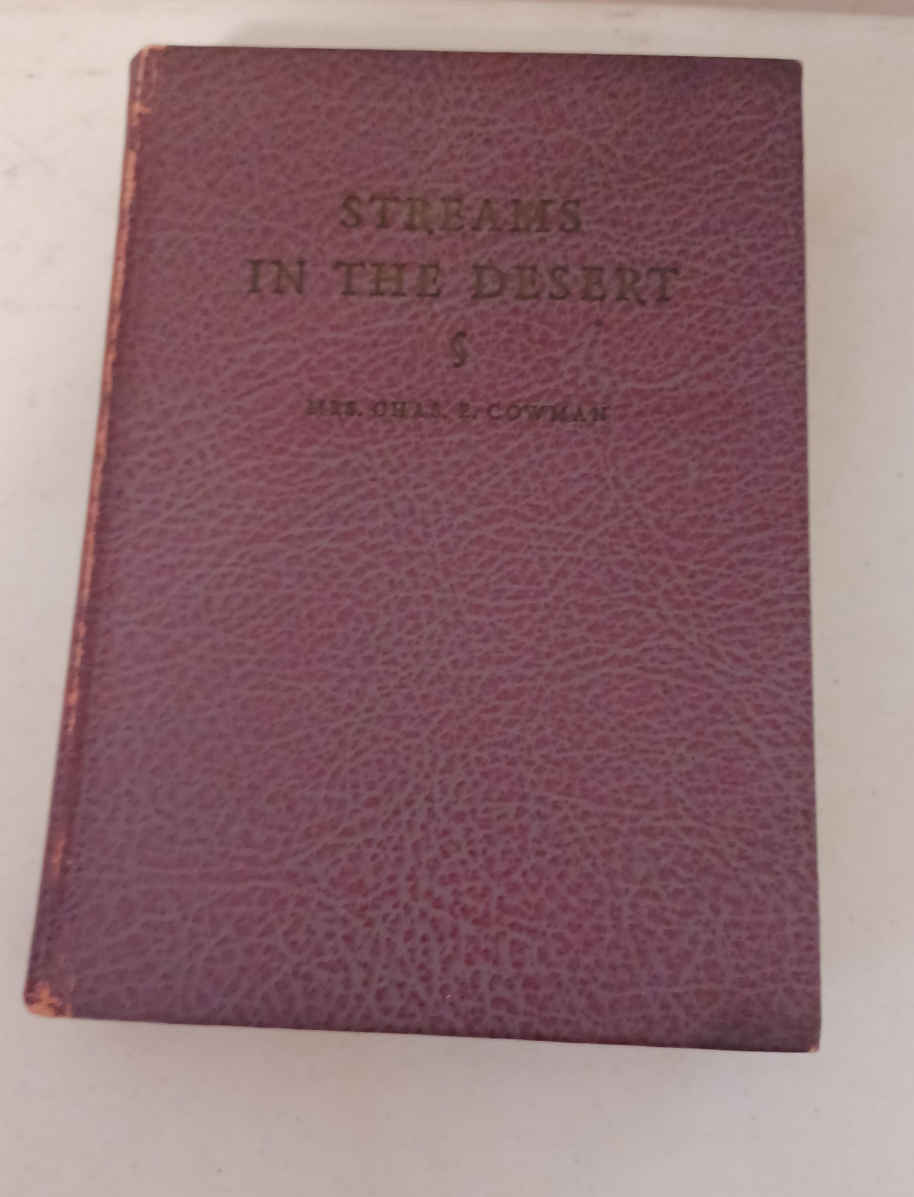 STREAMS
IN THE DESERT
§
MRS. CHAS. E. COWMAN